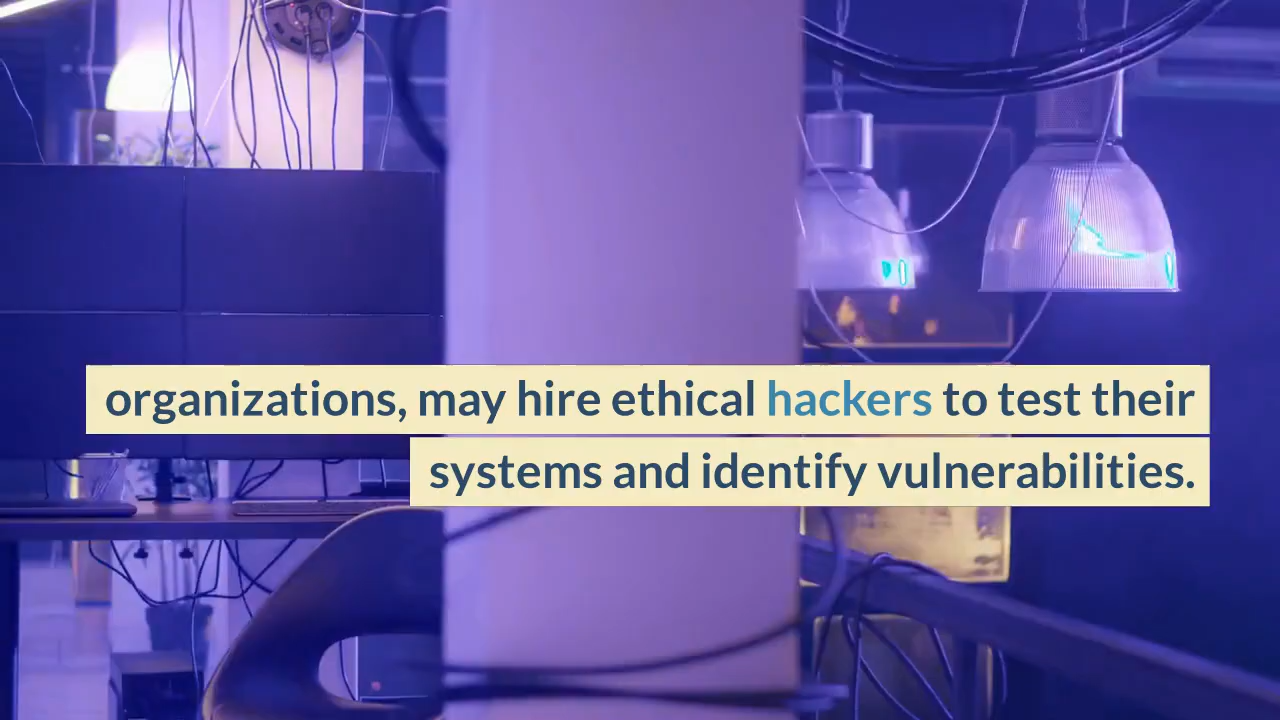 organizations, may hire ethical hackers to test their
systems and identify vulnerabilities.